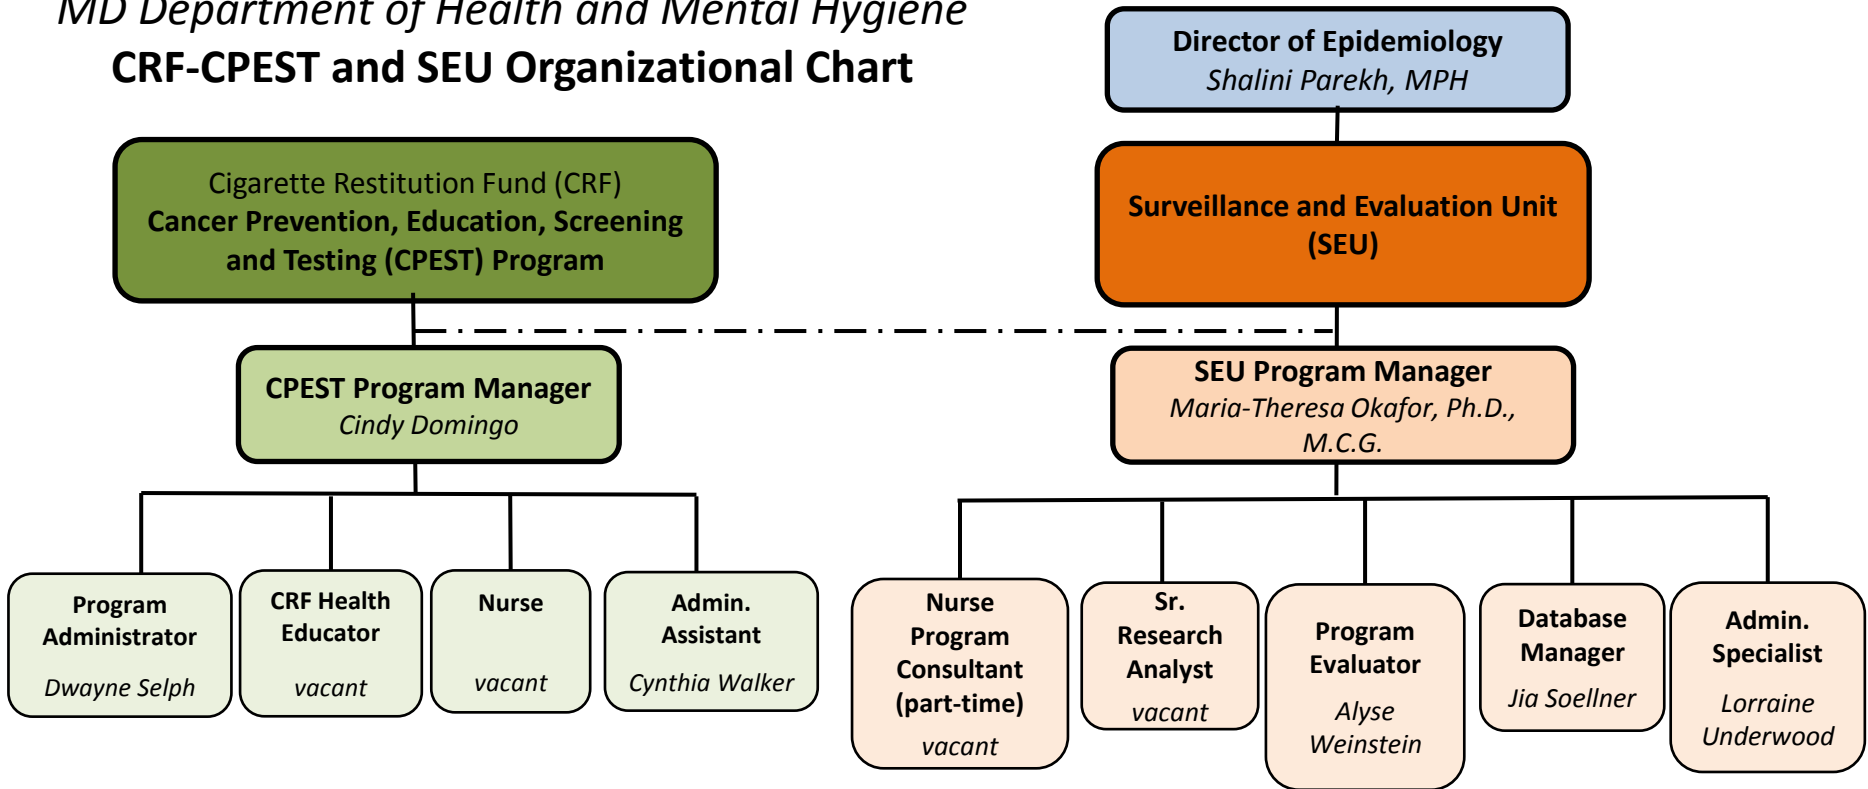 MD Department of Health and Mental Hygiene
CRF-CPEST and SEU Organizational Chart
Director of Epidemiology
Shalini Parekh, MPH
Cigarette Restitution Fund (CRF)
Cancer Prevention, Education, Screening
and Testing (CPEST) Program
Surveillance and Evaluation Unit
(SEU)
CPEST Program Manager
Cindy Domingo
SEU Program Manager
Maria-Theresa Okafor, Ph.D.,
M.C.G.
Program
Administrator
Dwayne Selph
CRF Health
Educator
vacant
Nurse
vacant
Admin.
Assistant
Cynthia Walker
Nurse
Program
Consultant
(part-time)
vacant
Sr.
Research
Analyst
vacant
Program
Evaluator
Alyse
Weinstein
Database
Manager
Jia Soellner
Admin.
Specialist
Lorraine
Underwood